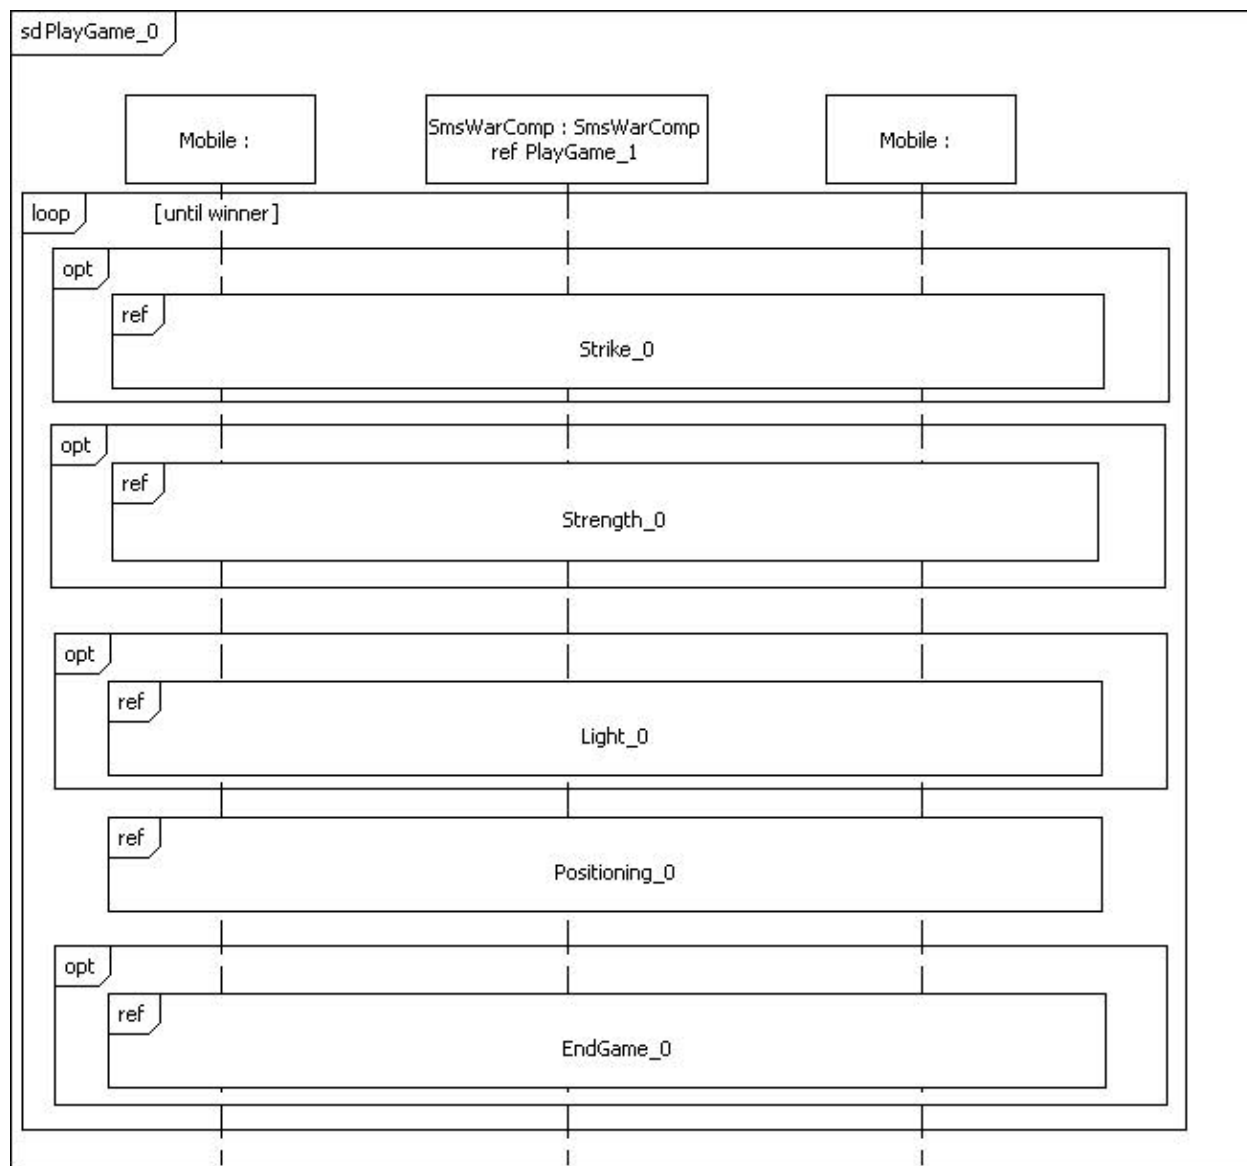 sd PlayGame_0
Mobile :
SmsWarComp : SmsWarComp
ref PlayGame_1
Mobile :
loop
[until winner]
opt
ref
Strike_0
opt
ref
Strength_0
opt
ref
Light_0
ref
Positioning_0
opt
ref
EndGame_0